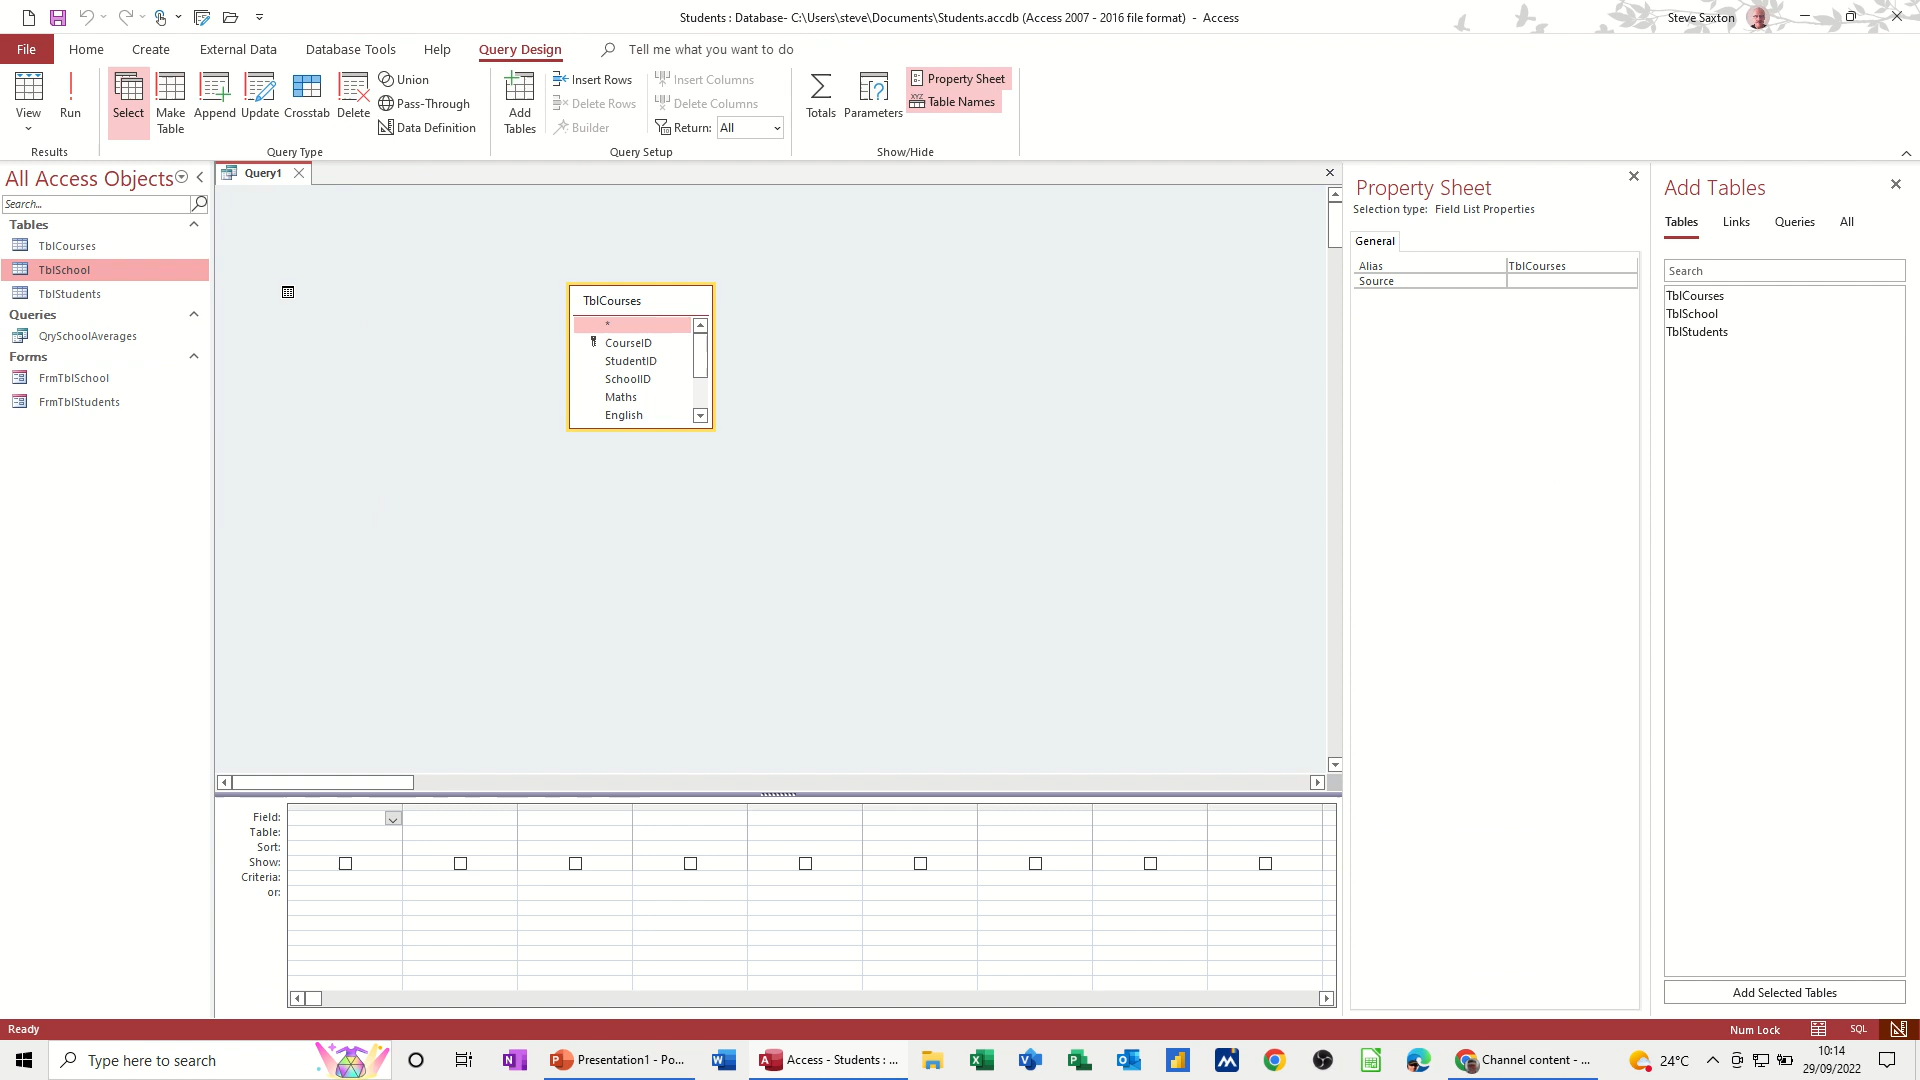 Students : Database- C:\Users\steve\Documents\Students.accdb (Access 2007 - 2016 file format)  -  Access
Steve Saxton
File
Home
Create
External Data
Database Tools
Help
Query Design
Tell me what you want to do
View
Run
Results
Select
Make Table
Append
Update
Crosstab
Delete
Union
Pass-Through
Data Definition
Query Type
Add Tables
Insert Rows
Delete Rows
Builder
Insert Columns
Delete Columns
Return: All
Query Setup
Totals
Parameters
Property Sheet
Table Names
Show/Hide
All Access Objects
Search...
Tables
TblCourses
TblSchool
TblStudents
Queries
QrySchoolAverages
Forms
FrmTblSchool
FrmTblStudents
Query1
TblCourses
*
CourseID
StudentID
SchoolID
Maths
English
Field:
Table:
Sort:
Show:
Criteria:
or:
Property Sheet
Selection type: Field List Properties
General
Alias TblCourses
Source
Add Tables
Tables
Links
Queries
All
Search
TblCourses
TblSchool
TblStudents
Add Selected Tables
Ready
Num Lock
SQL
Type here to search
Presentation1 - Po...
Access - Students : ...
Channel content - ...
24°C
10:14
29/09/2022